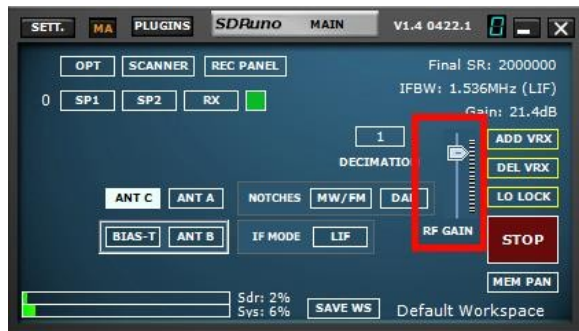 SETT. MA PLUGINS SDRuno MAIN V1.4 0422.1 0
OPT SCANNER REC PANEL Final SR: 2000000
IFBW: 1.536MHz (LIF)
0 SP1 SP2 RX Gain: 21.4dB
1 ADD VRX
DECIMATION DEL VRX
ANT C ANT A NOTCHES MW/FM LO LOCK
BIAS-T ANT B IF MODE LIF RF GAIN STOP
MEM PAN
Sdr: 2%
Sys: 6% SAVE WS Default Workspace